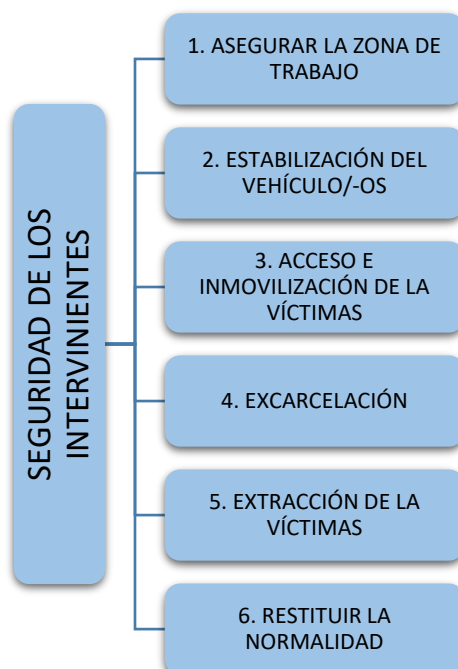 SEGURIDAD DE LOS
INTERVINIENTES
1. ASEGURAR LA ZONA DE
TRABAJO
2. ESTABILIZACIÓN DEL
VEHÍCULO/-OS
3. ACCESO E
INMOVILIZACIÓN DE LA
VÍCTIMAS
4. EXCARCELACIÓN
5. EXTRACCIÓN DE LA
VÍCTIMAS
6. RESTITUIR LA
NORMALIDAD